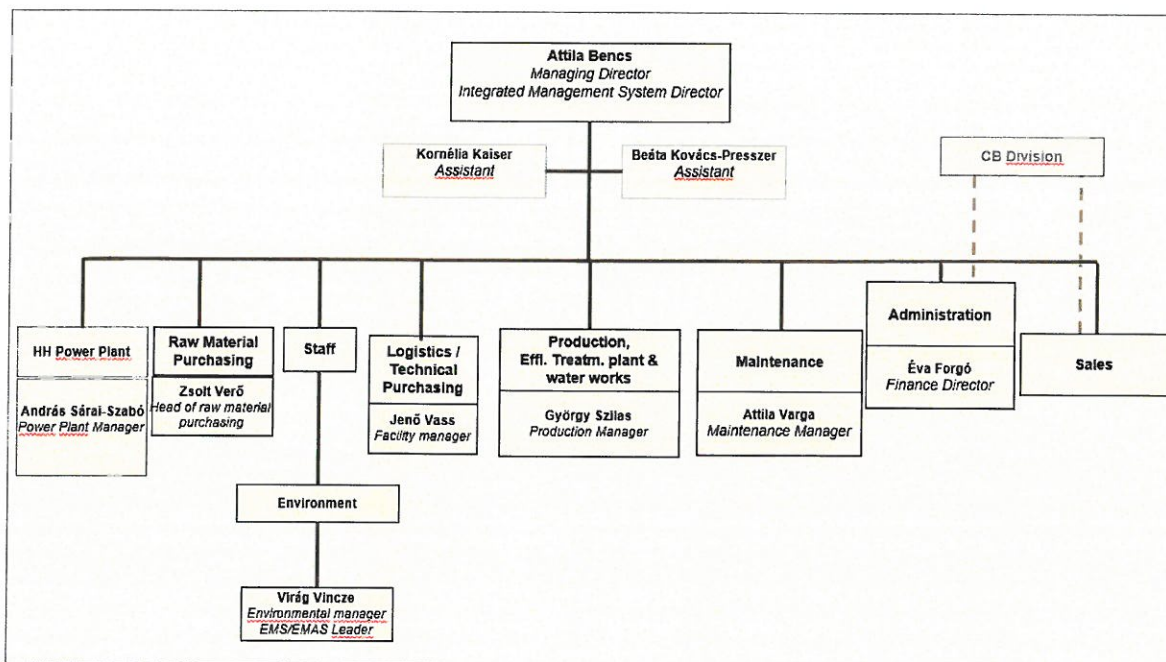 Attila Bencs
Managing Director
Integrated Management System Director
Kornélia Kaiser
Assistant
Beáta Kovács-Presszer
Assistant
CB Division
HH Power Plant
András Sárai-Szabó
Power Plant Manager
Raw Material
Purchasing
Zsolt Verő
Head of raw material
purchasing
Staff
Logistics /
Technical
Purchasing
Jenő Vass
Facility manager
Production,
Effl. Treatm. plant &
water works
György Szilas
Production Manager
Maintenance
Attila Varga
Maintenance Manager
Administration
Éva Forgó
Finance Director
Sales
Environment
Virág Vincze
Environmental manager
EMS/EMAS Leader